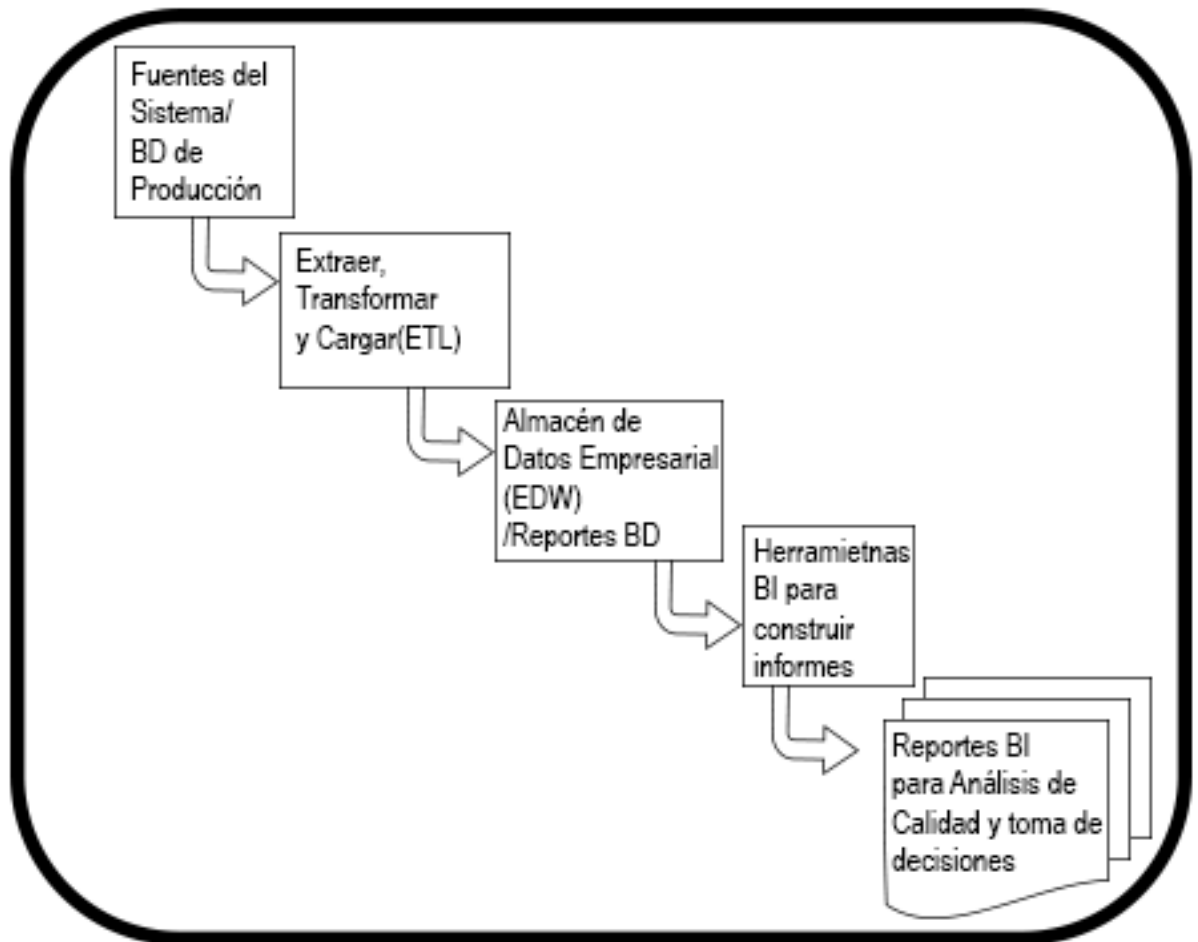 Fuentes del
Sistema/
BD de
Producción
Extraer,
Transformar
y Cargar(ETL)
Almacén de
Datos Empresarial
(EDW)
/Reportes BD
Herramietnas
BI para
construir
informes
Reportes BI
para Análisis de
Calidad y toma de
decisiones